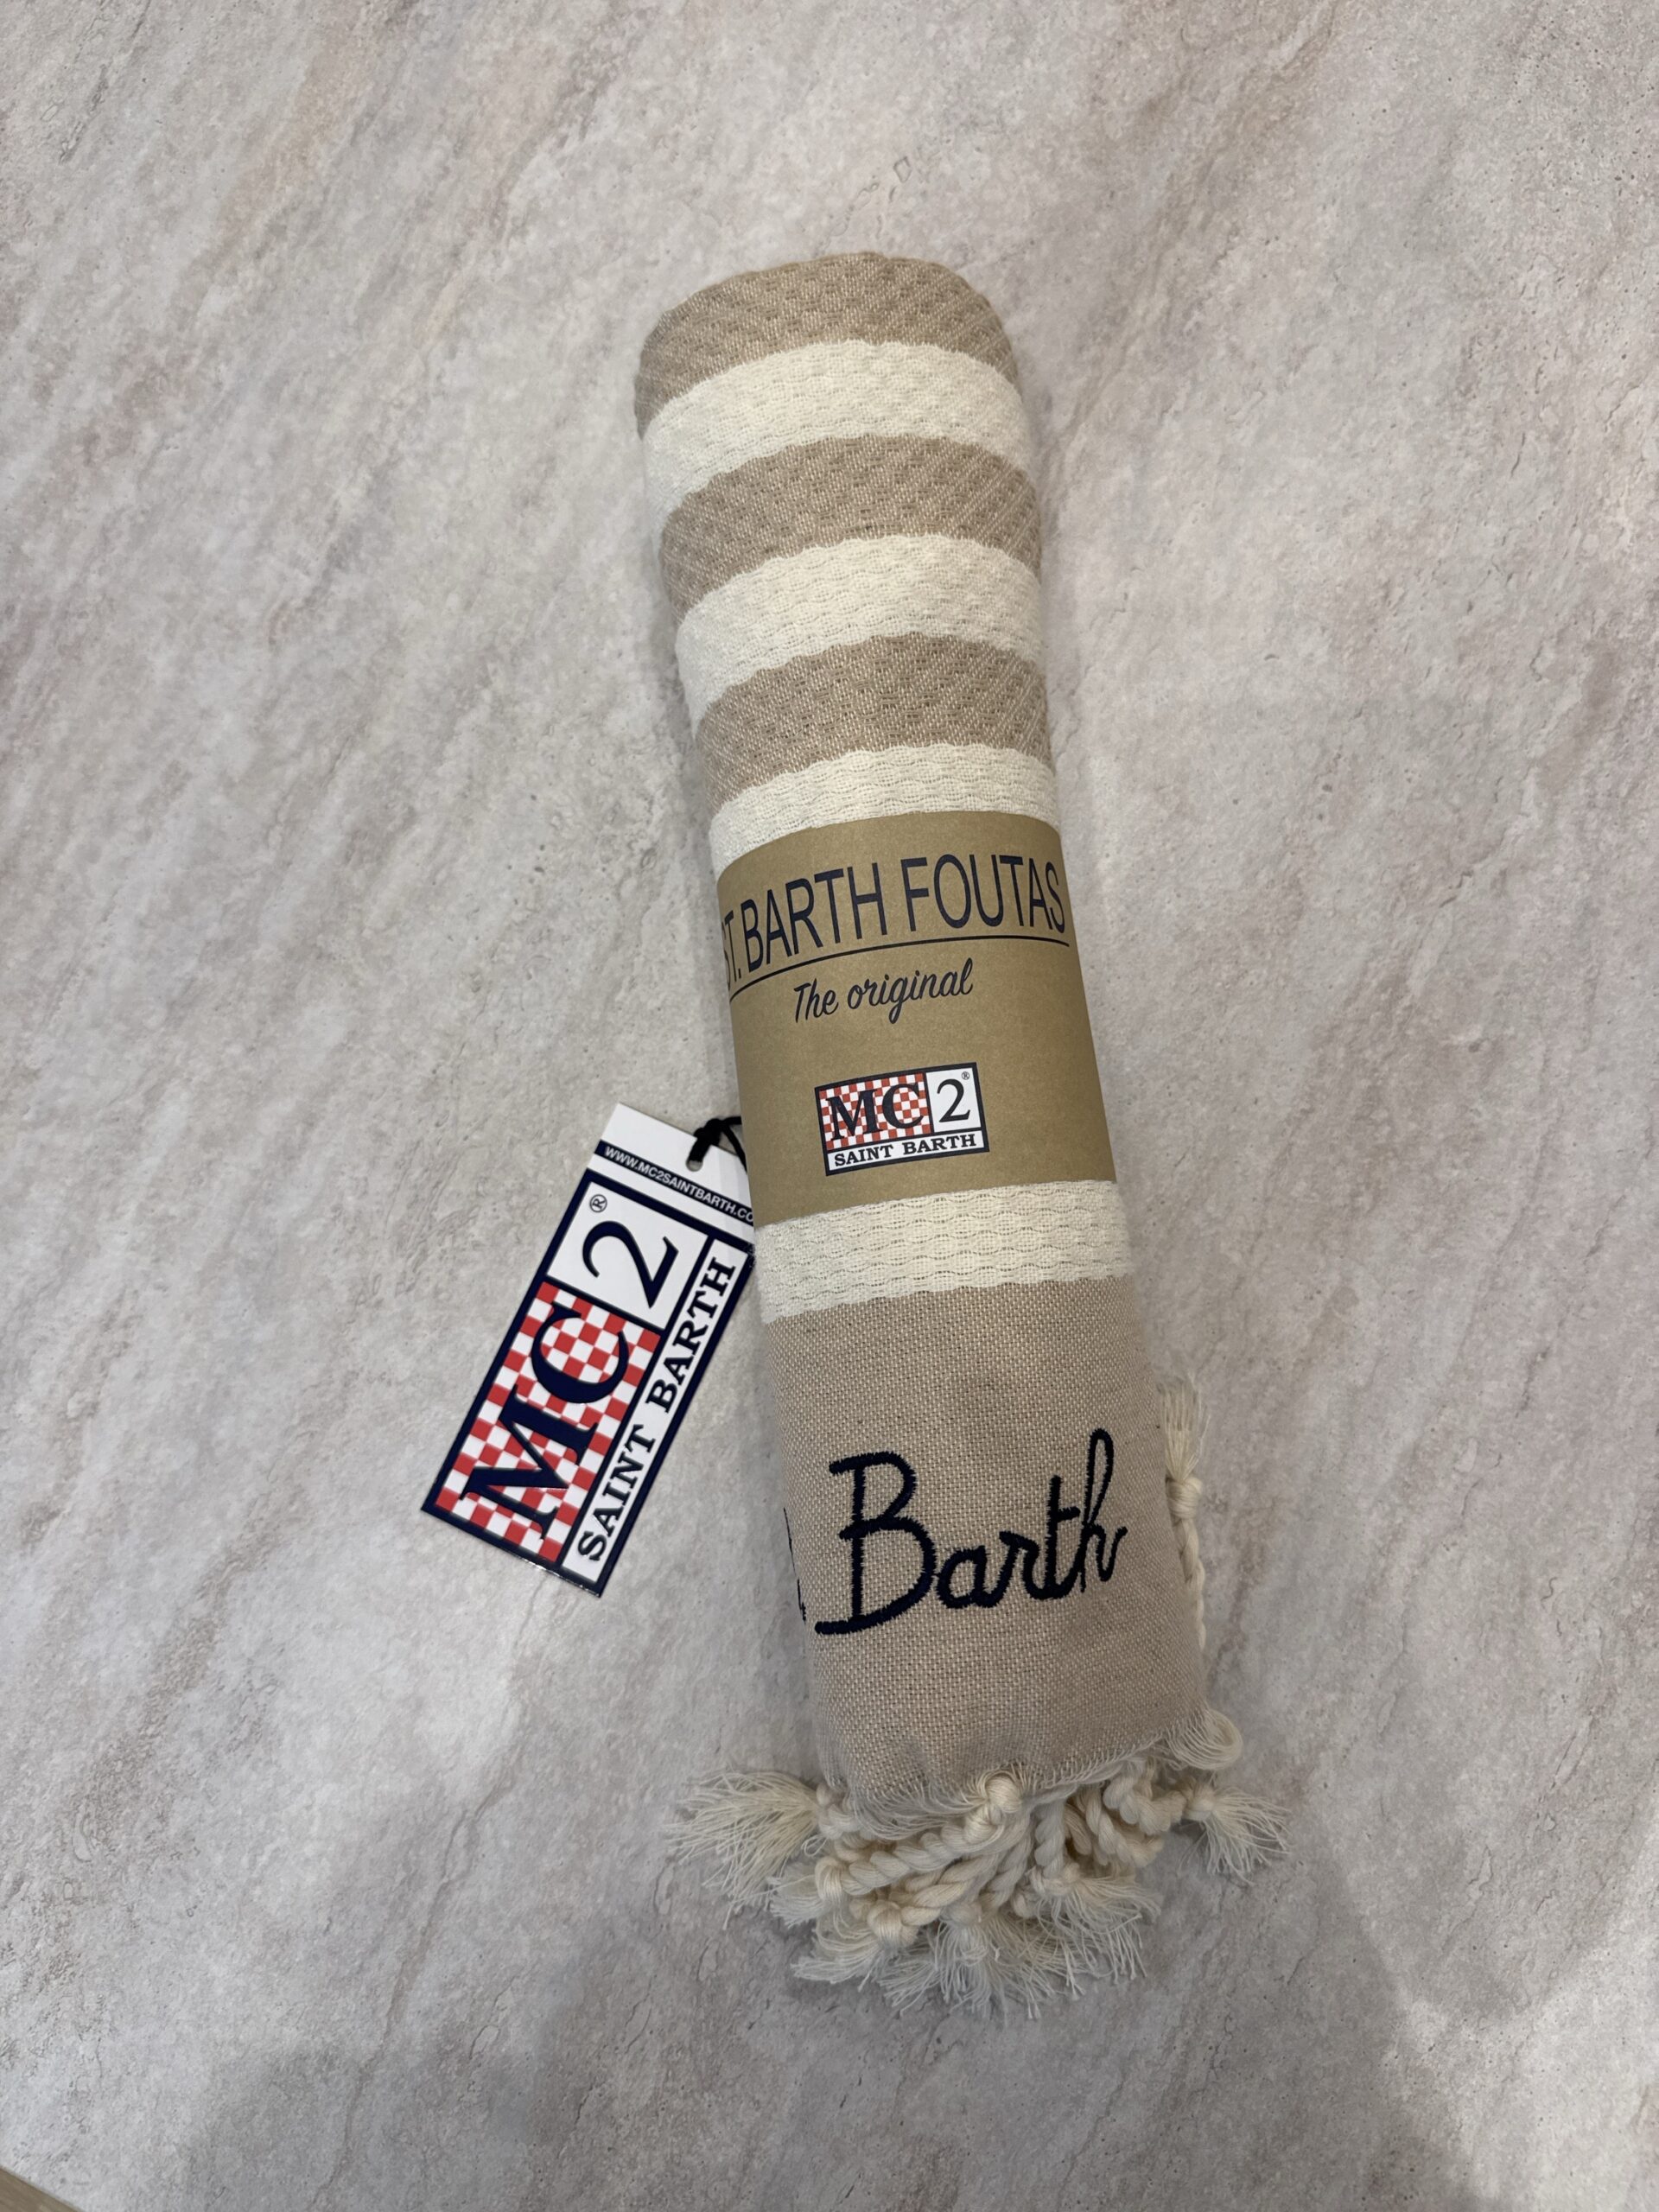 ST. BARTH FOUTAS
The original
MC2®
SAINT BARTH
WWW.MC2SAINTBARTH.CO
MC2®
SAINT BARTH
Barth